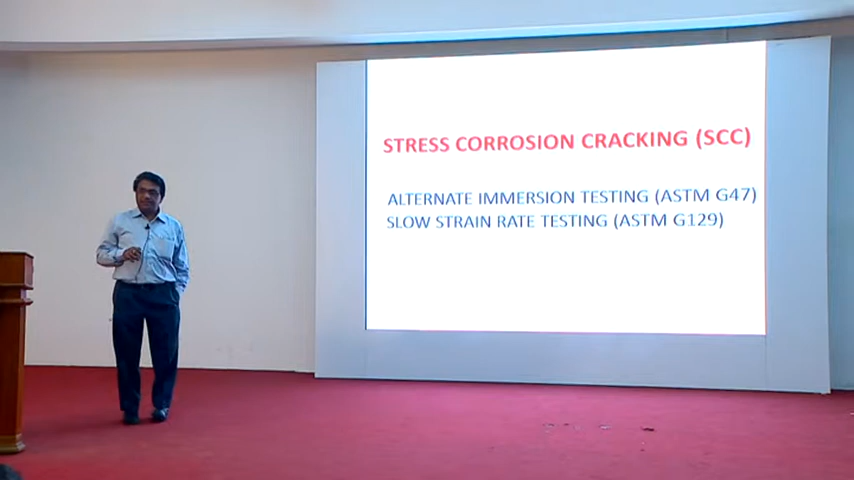 STRESS CORROSION CRACKING (SCC)
ALTERNATE IMMERSION TESTING (ASTM G47)
SLOW STRAIN RATE TESTING (ASTM G129)